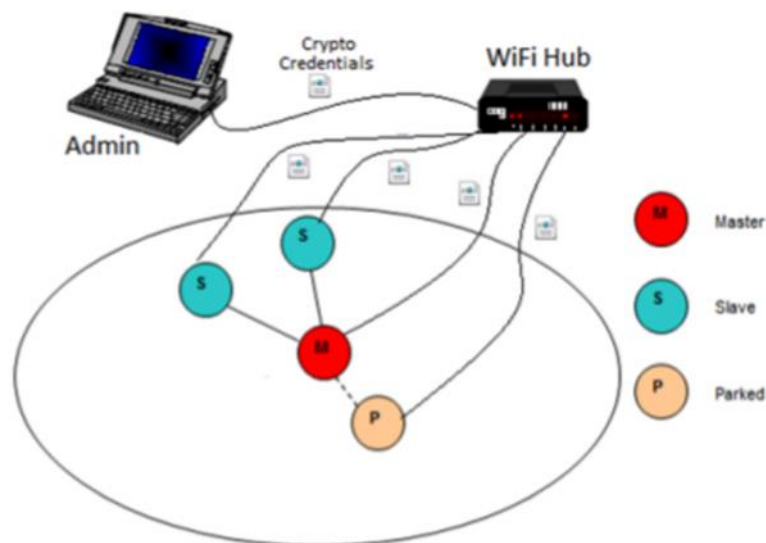 Crypto
Credentials
WiFi Hub
Admin
S
S
M
P
M
Master
S
Slave
P
Parked